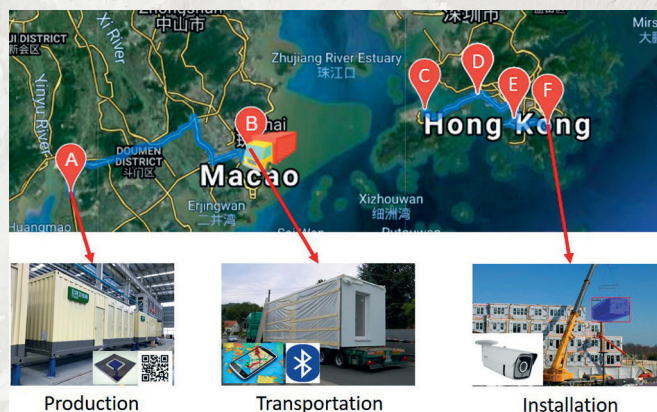 Zhongshan
中山市
深圳市
Mirs
大鹏
JI DISTRICT
新会区
Xi River
Zhujiang River Estuary
珠江口
Yinyu River
A
B
C
D
E
F
DOUMEN
DISTRICT
斗门区
hai
Macao
Hong Kong
Erjingwan
二井湾
Xizhouwan
细洲湾
Huangmao
Production
Transportation
Installation